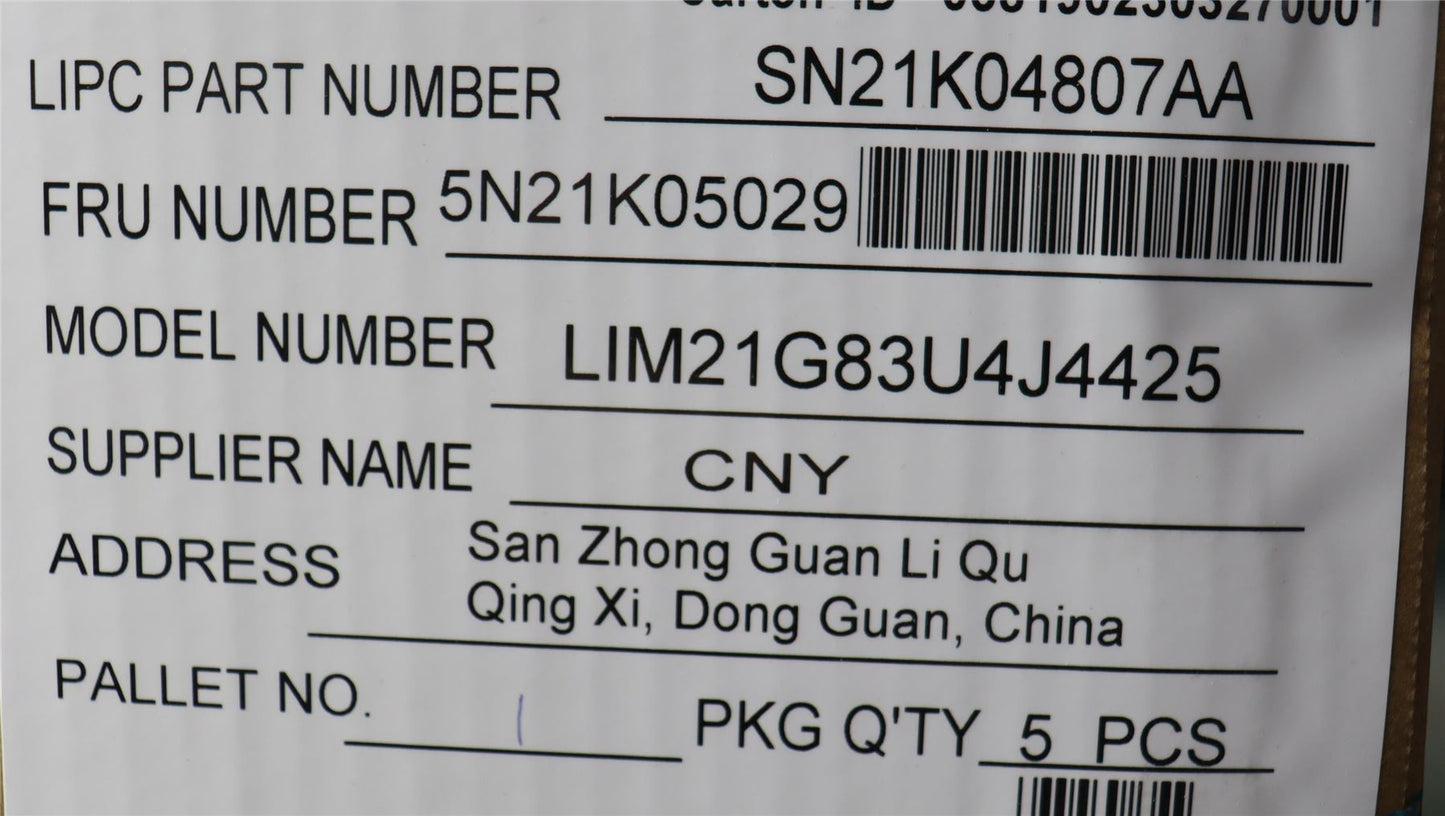 LIPC PART NUMBER SN21K04807AA
FRU NUMBER 5N21K05029
MODEL NUMBER LIM21G83U4J4425
SUPPLIER NAME CNY
ADDRESS San Zhong Guan Li Qu
Qing Xi, Dong Guan, China
PALLET NO. 1 PKG Q'TY 5 PCS